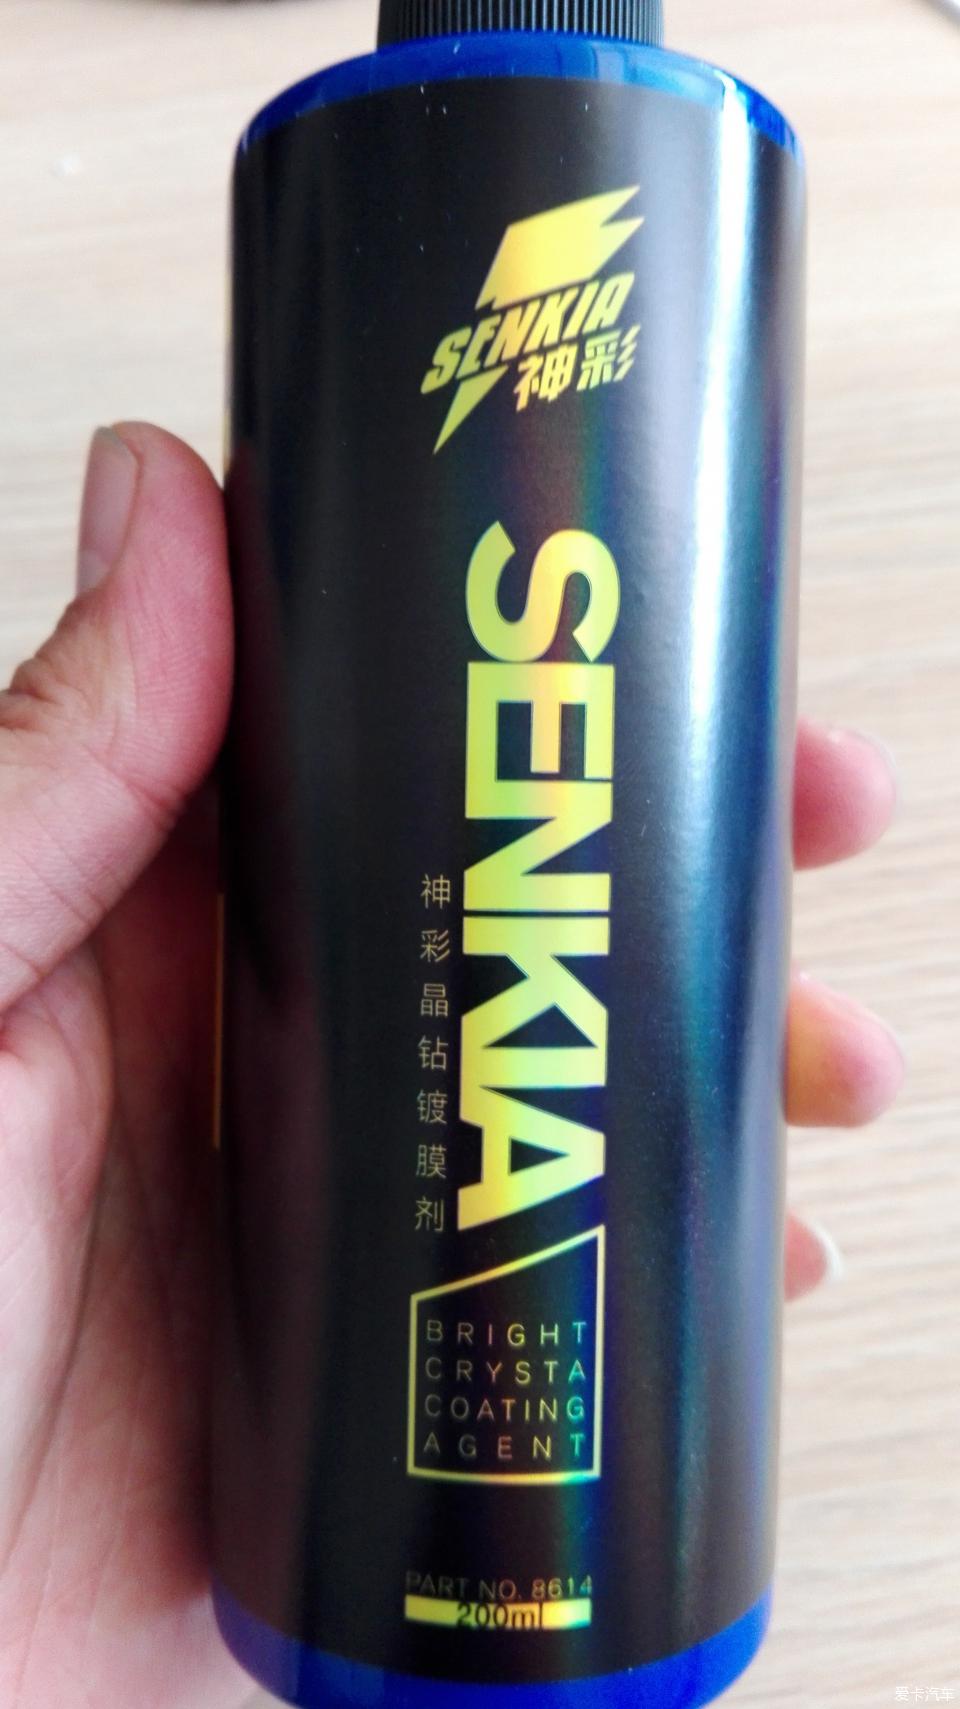 SENKIA
神彩
SENKIA
神彩晶钻镀膜剂
BRIGHT
CRYSTA
COATING
AGENT
PART NO. 8614
200ml
爱卡汽车